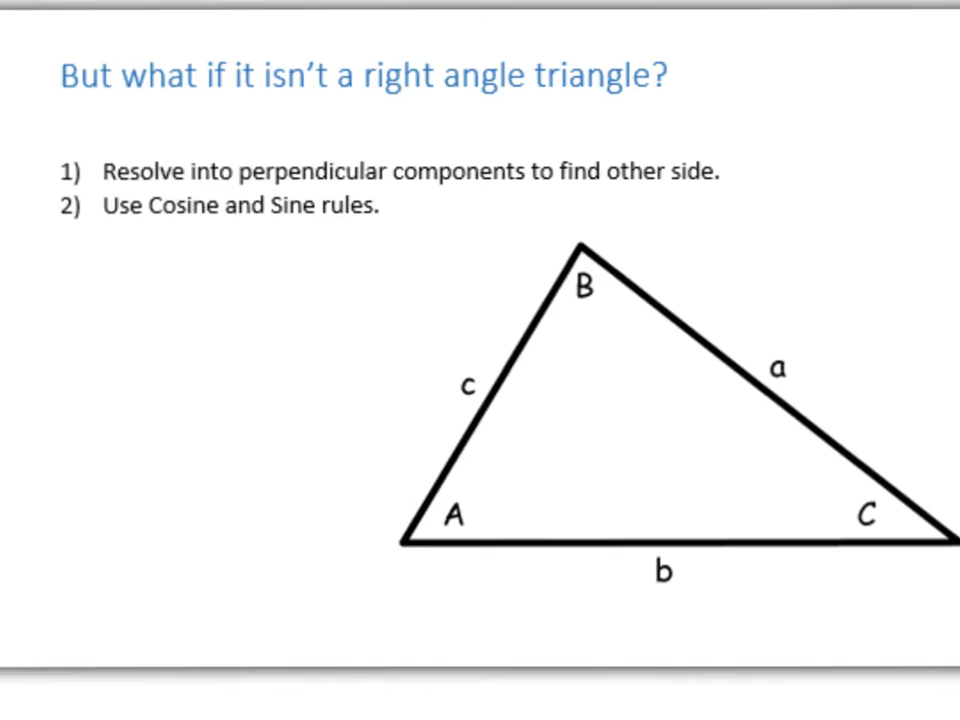 But what if it isn't a right angle triangle?
1) Resolve into perpendicular components to find other side.
2) Use Cosine and Sine rules.
B
c
a
A
C
b